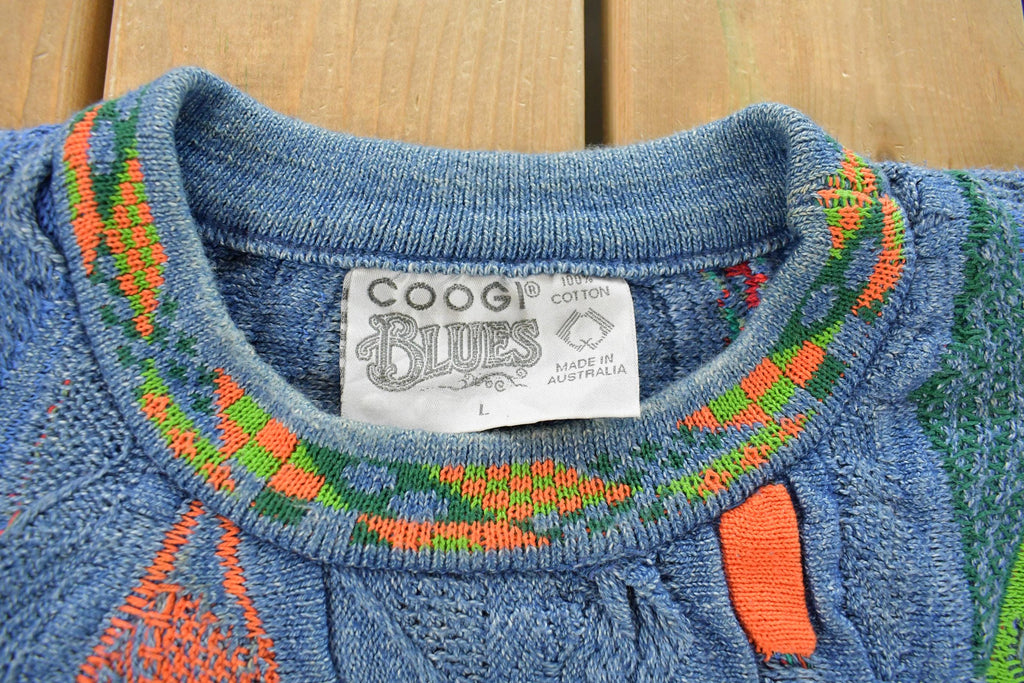 COOGI®
BLUES
L
100%
COTTON
MADE IN
AUSTRALIA